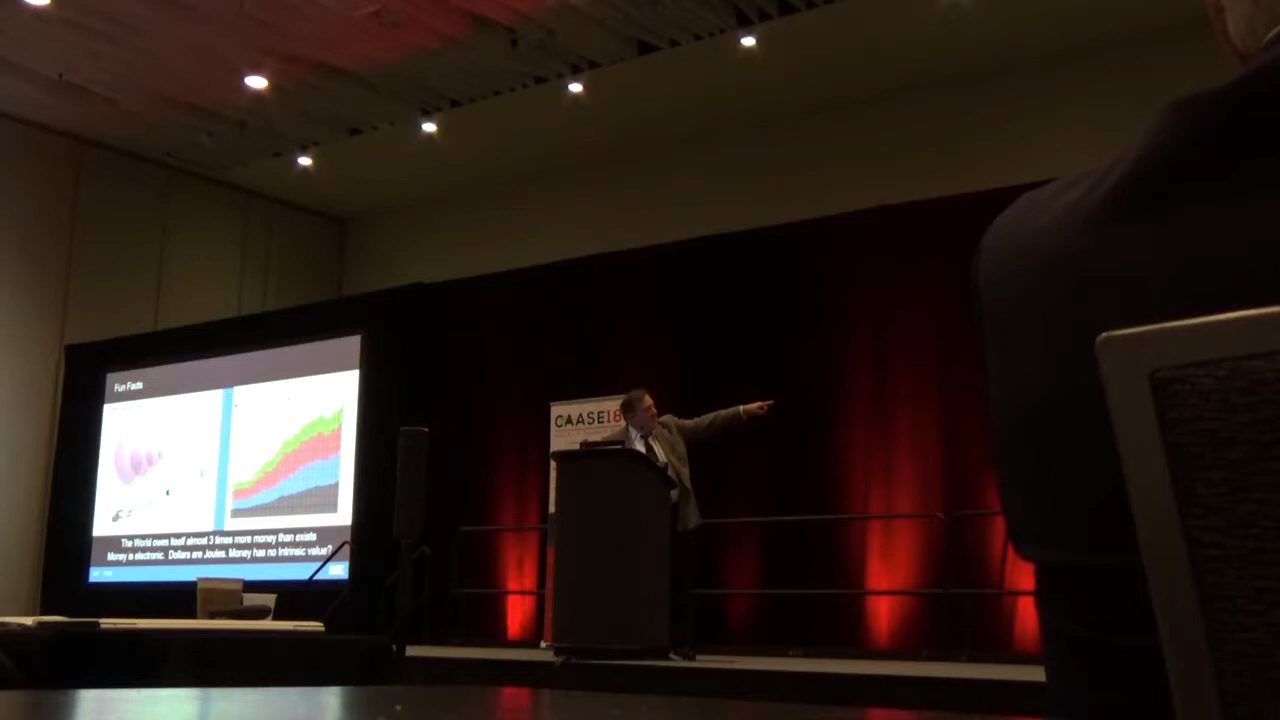 Fun Facts
The World owes Itself almost 3 times more money than exists
Money is electronic. Dollars are Joules. Money has no Intrinsic value?
CAASE18